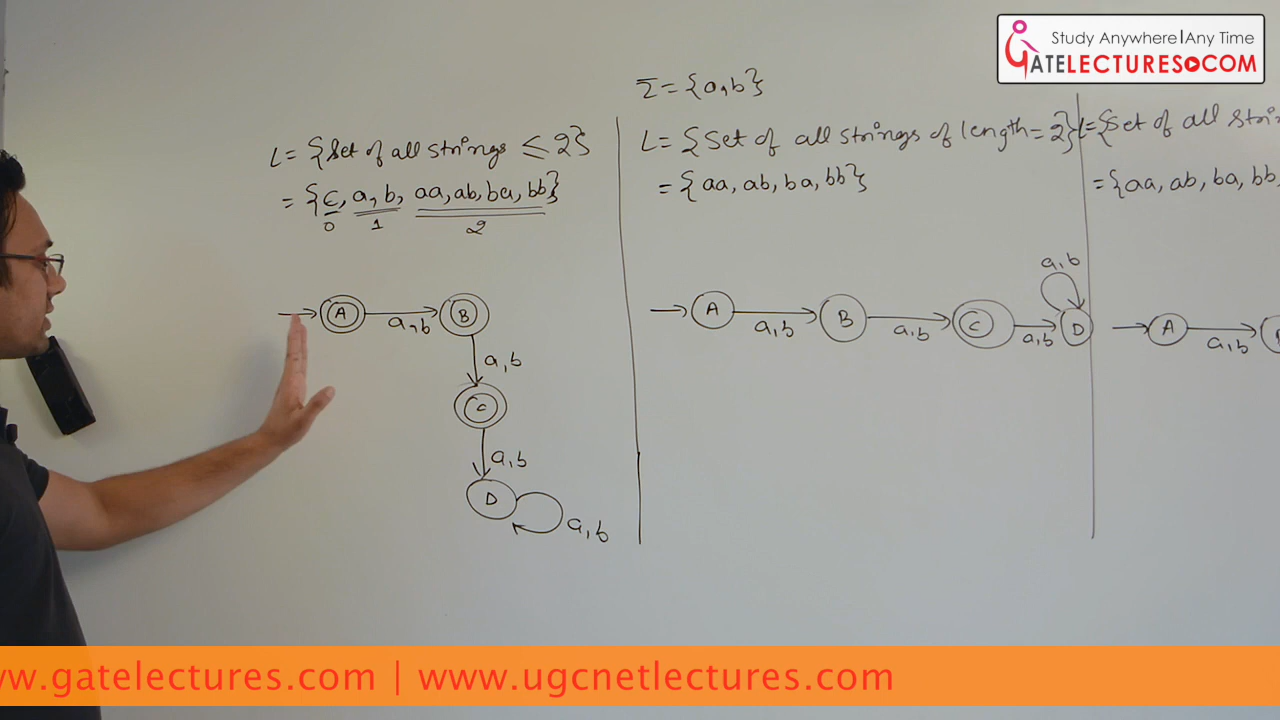 Study Anywhere|Any Time
GATELECTURES.COM
Σ = {a,b}
L = {Set of all strings ≤ 2}
= {ε, a, b, aa, ab, ba, bb}
0 1 2
A a,b B
a,b
C
a,b
D a,b
L = {Set of all strings of length = 2}
= {aa, ab, ba, bb}
a,b
A a,b B a,b C a,b D
L = {Set of all
= {aa, ab, ba, bb,
A a,b
www.gatelectures.com | www.ugcnetlectures.com